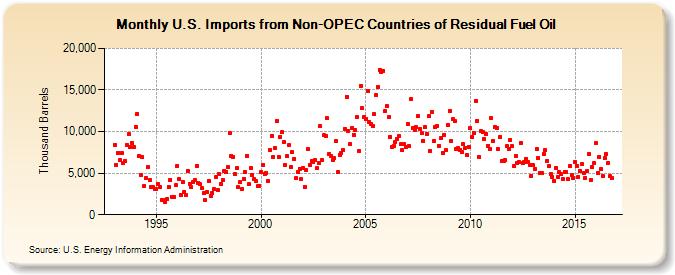 Monthly U.S. Imports from Non-OPEC Countries of Residual Fuel Oil
Thousand Barrels
20,000
15,000
10,000
5,000
0
1995 2000 2005 2010 2015
Source: U.S. Energy Information Administration